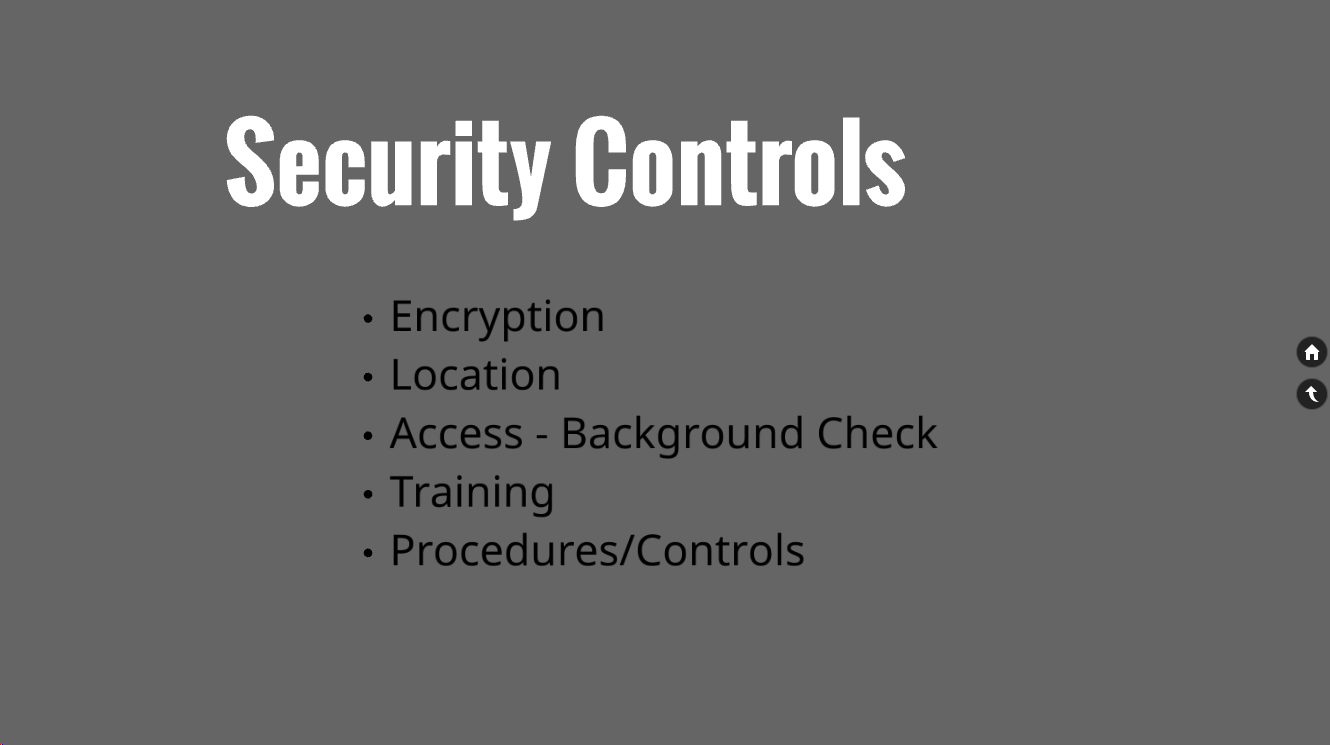 Security Controls
• Encryption
• Location
• Access - Background Check
• Training
• Procedures/Controls